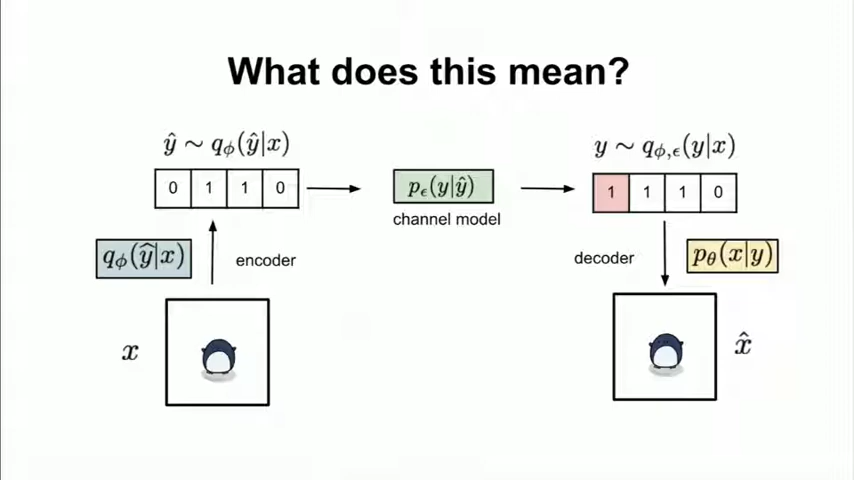 What does this mean?
ŷ ∼ q_ϕ(ŷ|x)
0 1 1 0
p_ϵ(y|ŷ)
channel model
y ∼ q_{ϕ,ϵ}(y|x)
1 1 1 0
q_ϕ(ŷ|x)
encoder
decoder
p_θ(x|y)
x
x̂